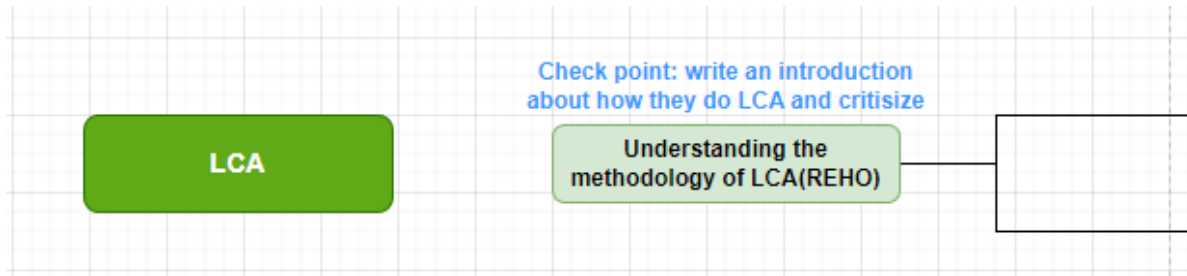 Check point: write an introduction
about how they do LCA and critisize
LCA
Understanding the
methodology of LCA(REHO)